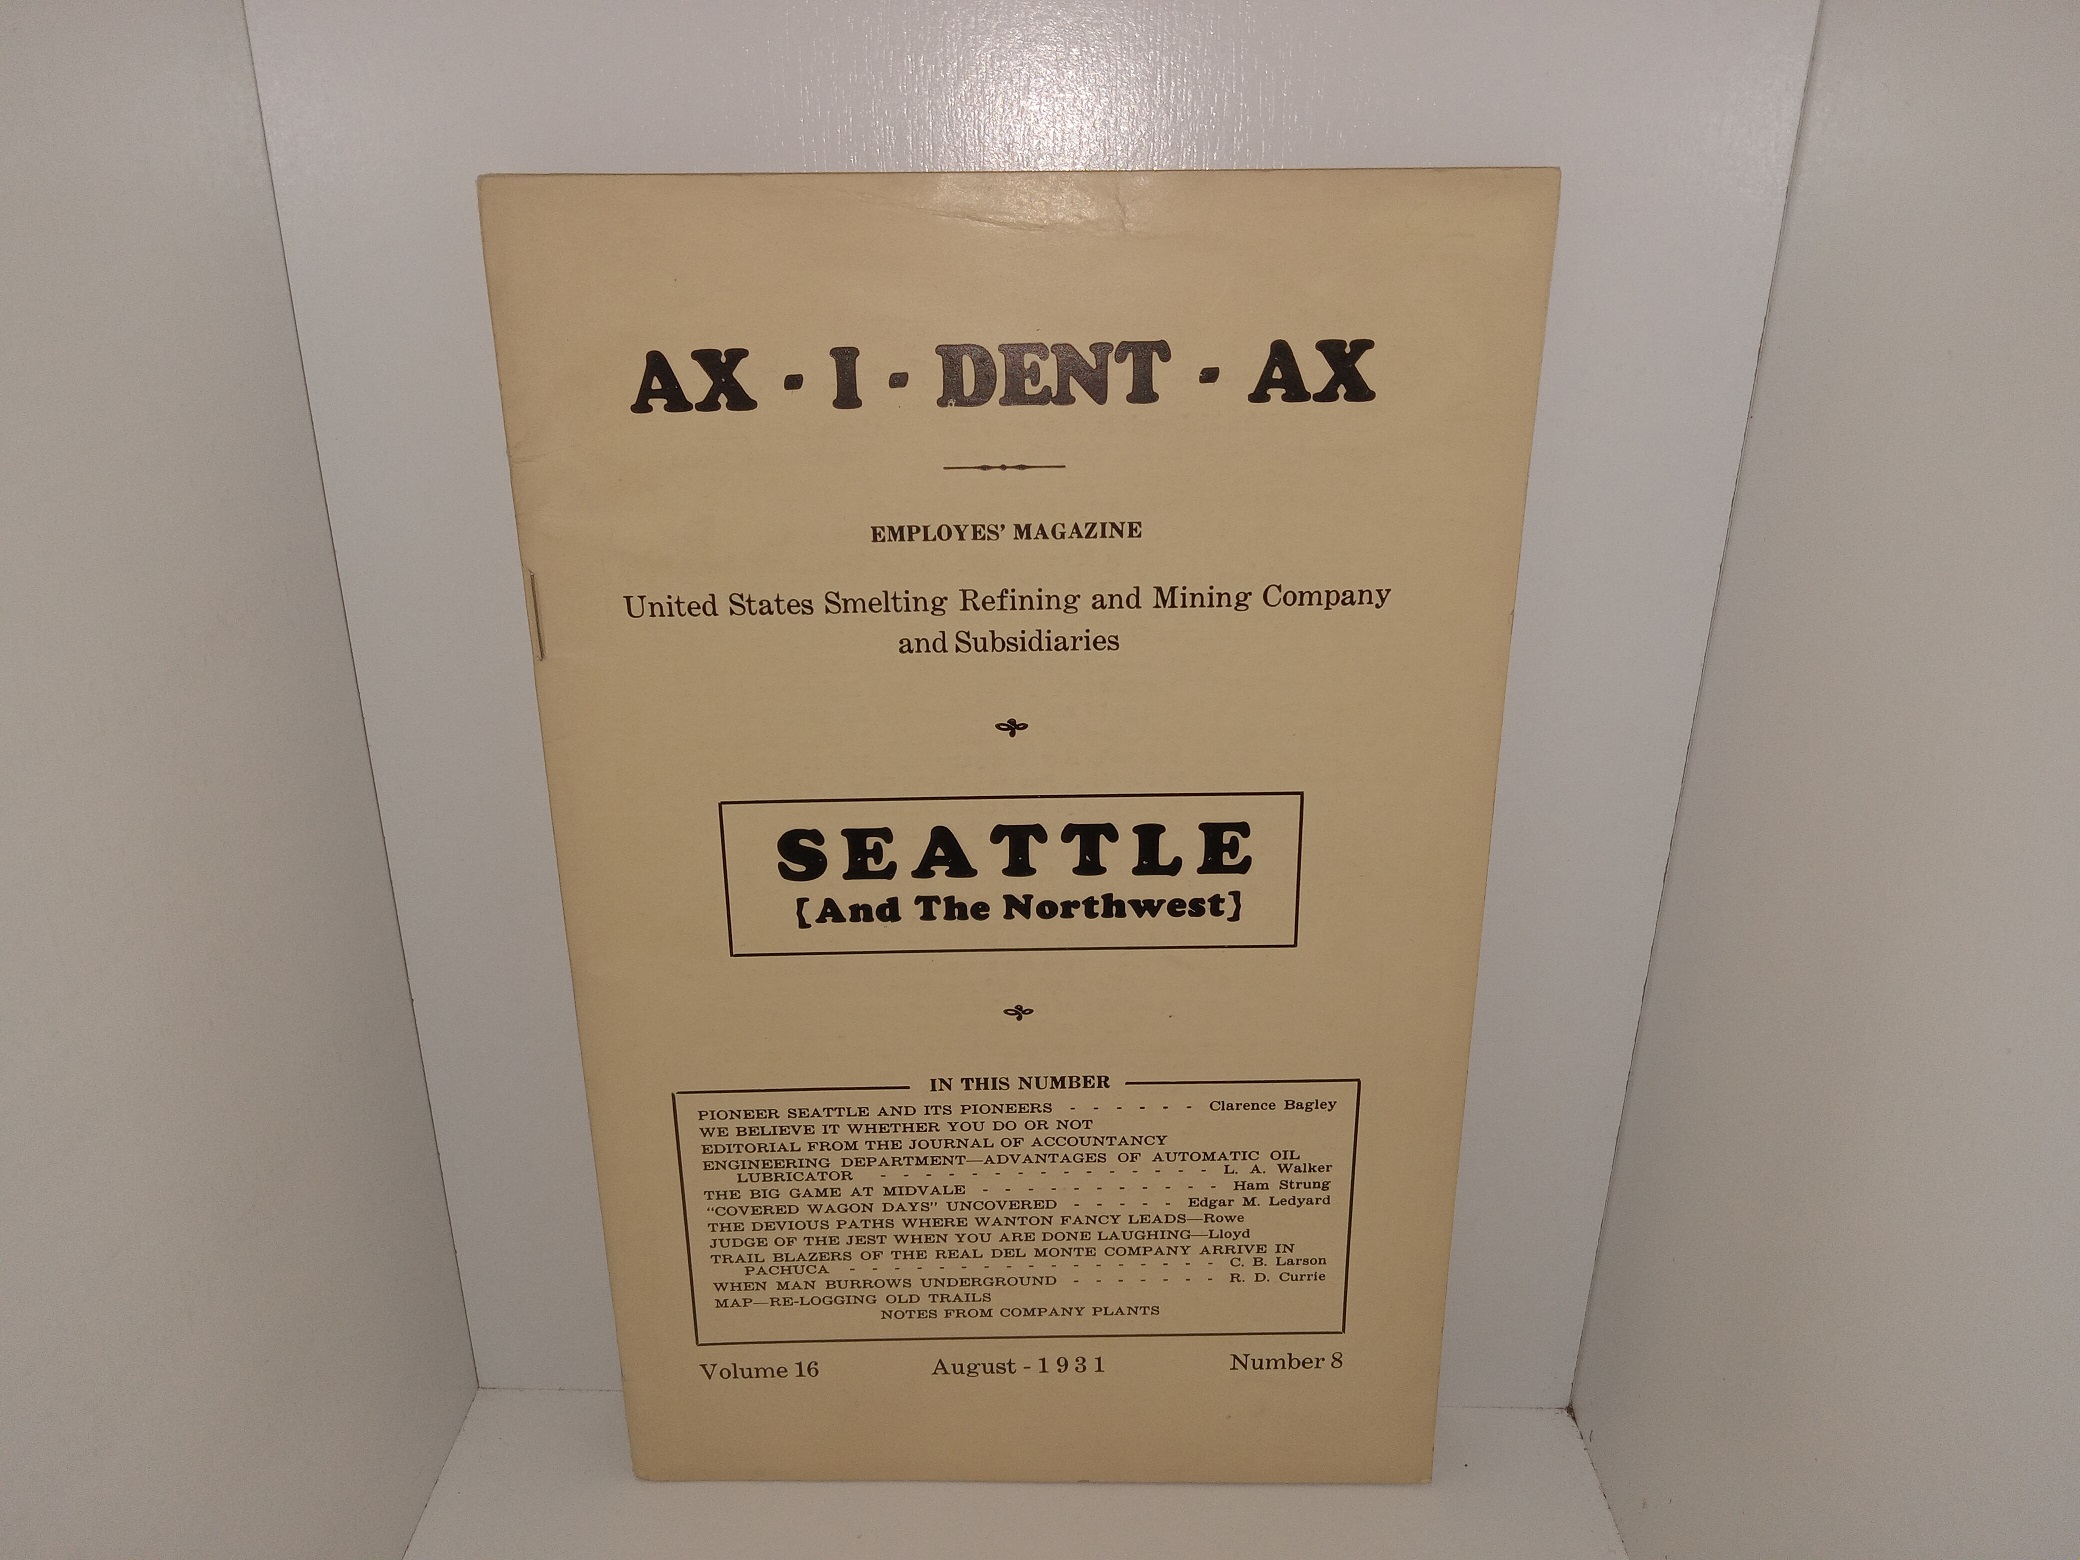 AX - I - DENT - AX
EMPLOYES' MAGAZINE
United States Smelting Refining and Mining Company
and Subsidiaries
SEATTLE
[And The Northwest]
IN THIS NUMBER
PIONEER SEATTLE AND ITS PIONEERS - - - - - - Clarence Bagley
WE BELIEVE IT WHETHER YOU DO OR NOT
EDITORIAL FROM THE JOURNAL OF ACCOUNTANCY
ENGINEERING DEPARTMENT—ADVANTAGES OF AUTOMATIC OIL
LUBRICATOR - - - - - - - - - - - - - - - L. A. Walker
THE BIG GAME AT MIDVALE - - - - - - - - - - - Ham Strung
"COVERED WAGON DAYS" UNCOVERED - - - - - Edgar M. Ledyard
THE DEVIOUS PATHS WHERE WANTON FANCY LEADS—Rowe
JUDGE OF THE JEST WHEN YOU ARE DONE LAUGHING—Lloyd
TRAIL BLAZERS OF THE REAL DEL MONTE COMPANY ARRIVE IN
PACHUCA - - - - - - - - - - - - - - - - C. B. Larson
WHEN MAN BURROWS UNDERGROUND - - - - - - - R. D. Currie
MAP—RE-LOGGING OLD TRAILS
NOTES FROM COMPANY PLANTS
Volume 16 August - 1931 Number 8